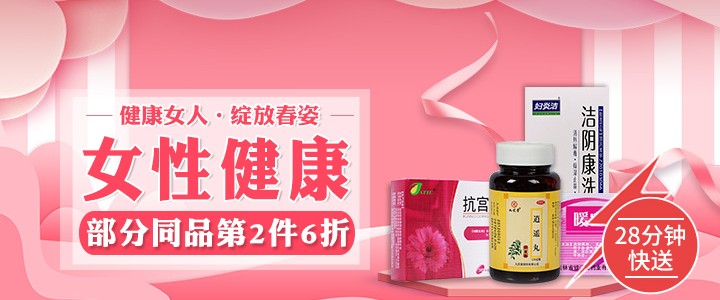 健康女人·绽放春姿
女性健康
部分同品第2件6折
妇炎洁
洁阴康洗
抗宫
逍遥丸
28分钟
快送